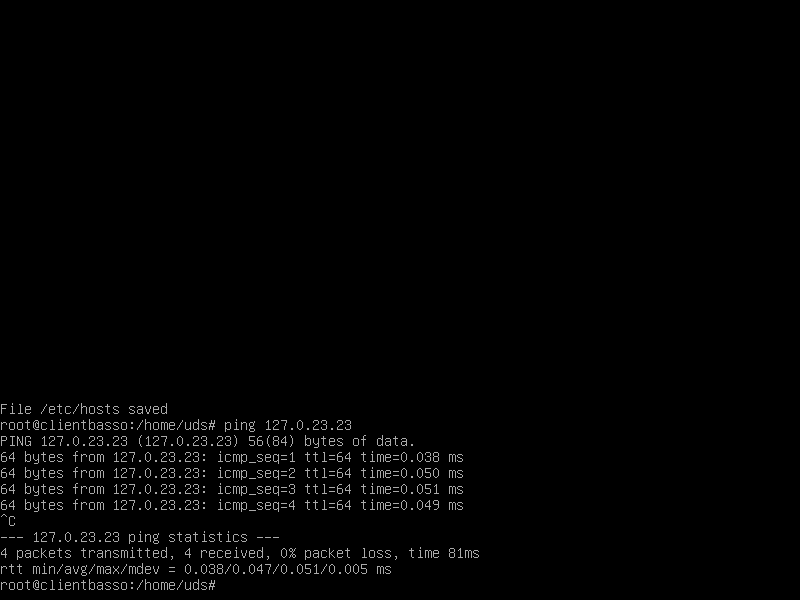 File /etc/hosts saved
root@clientbasso:/home/uds# ping 127.0.23.23
PING 127.0.23.23 (127.0.23.23) 56(84) bytes of data.
64 bytes from 127.0.23.23: icmp_seq=1 ttl=64 time=0.038 ms
64 bytes from 127.0.23.23: icmp_seq=2 ttl=64 time=0.050 ms
64 bytes from 127.0.23.23: icmp_seq=3 ttl=64 time=0.051 ms
64 bytes from 127.0.23.23: icmp_seq=4 ttl=64 time=0.049 ms
^C
--- 127.0.23.23 ping statistics ---
4 packets transmitted, 4 received, 0% packet loss, time 81ms
rtt min/avg/max/mdev = 0.038/0.047/0.051/0.005 ms
root@clientbasso:/home/uds#